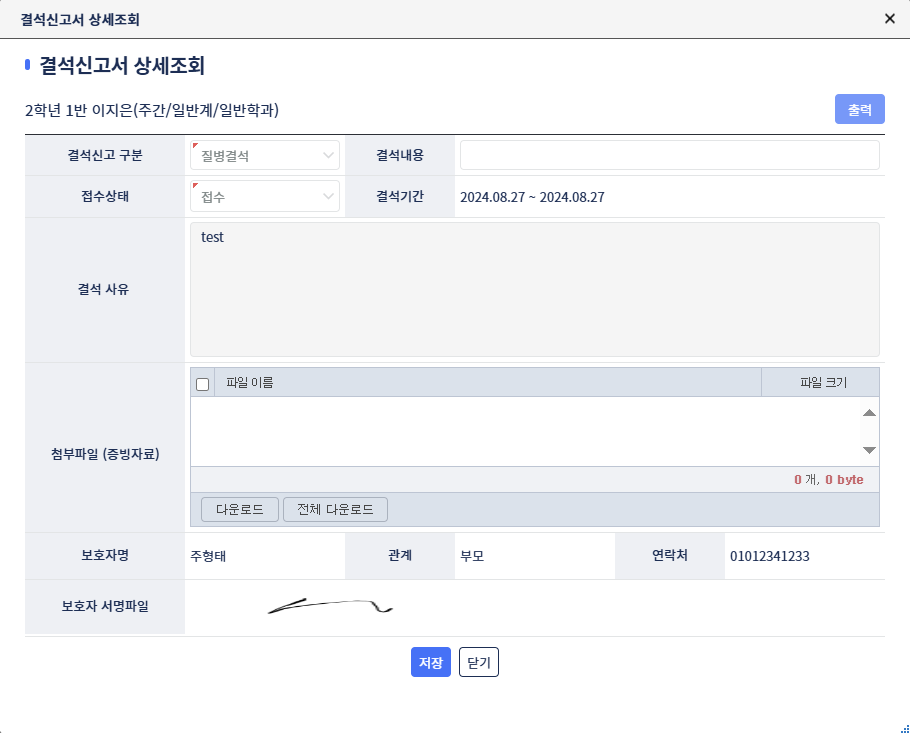 결석신고서 상세조회
결석신고서 상세조회
2학년 1반 이지은(주간/일반계/일반학과)
출력
결석신고 구분 질병결석 결석내용
접수상태 접수 결석기간 2024.08.27 ~ 2024.08.27
결석 사유 test
첨부파일 (증빙자료)
파일 이름 파일 크기
0 개, 0 byte
다운로드 전체 다운로드
보호자명 주형태 관계 부모 연락처 01012341233
보호자 서명파일
저장 닫기